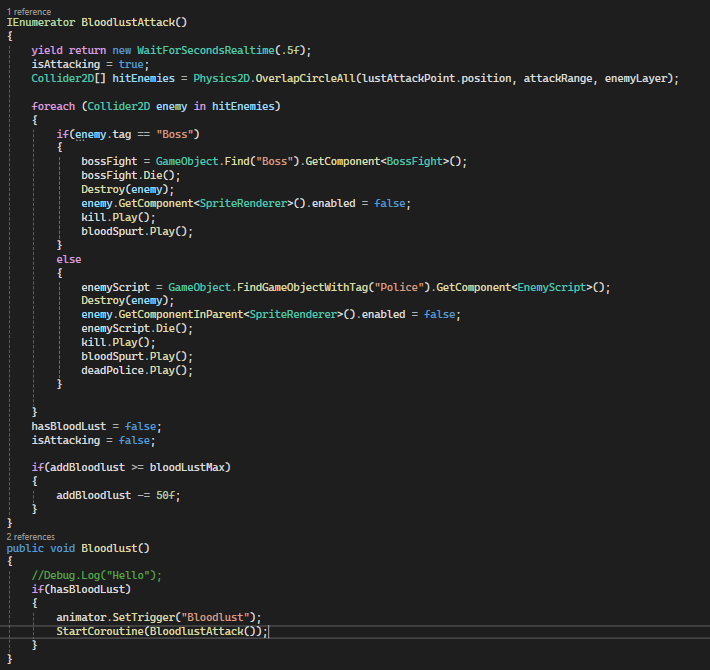 1 reference
IEnumerator BloodlustAttack()
{
    yield return new WaitForSecondsRealtime(.5f);
    isAttacking = true;
    Collider2D[] hitEnemies = Physics2D.OverlapCircleAll(lustAttackPoint.position, attackRange, enemyLayer);

    foreach (Collider2D enemy in hitEnemies)
    {
        if(enemy.tag == "Boss")
        {
            bossFight = GameObject.Find("Boss").GetComponent<BossFight>();
            bossFight.Die();
            Destroy(enemy);
            enemy.GetComponent<SpriteRenderer>().enabled = false;
            kill.Play();
            bloodSpurt.Play();
        }
        else
        {
            enemyScript = GameObject.FindGameObjectWithTag("Police").GetComponent<EnemyScript>();
            Destroy(enemy);
            enemy.GetComponentInParent<SpriteRenderer>().enabled = false;
            enemyScript.Die();
            kill.Play();
            bloodSpurt.Play();
            deadPolice.Play();
        }

    }
    hasBloodLust = false;
    isAttacking = false;

    if(addBloodlust >= bloodLustMax)
    {
        addBloodlust -= 50f;
    }
}
2 references
public void Bloodlust()
{
    //Debug.Log("Hello");
    if(hasBloodLust)
    {
        animator.SetTrigger("Bloodlust");
        StartCoroutine(BloodlustAttack());
    }
}